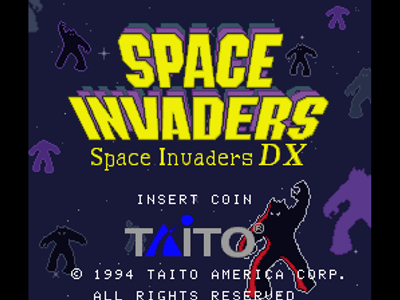 SPACE
INVADERS
Space Invaders DX
INSERT COIN
TAITO®
© 1994 TAITO AMERICA CORP.
ALL RIGHTS RESERVED